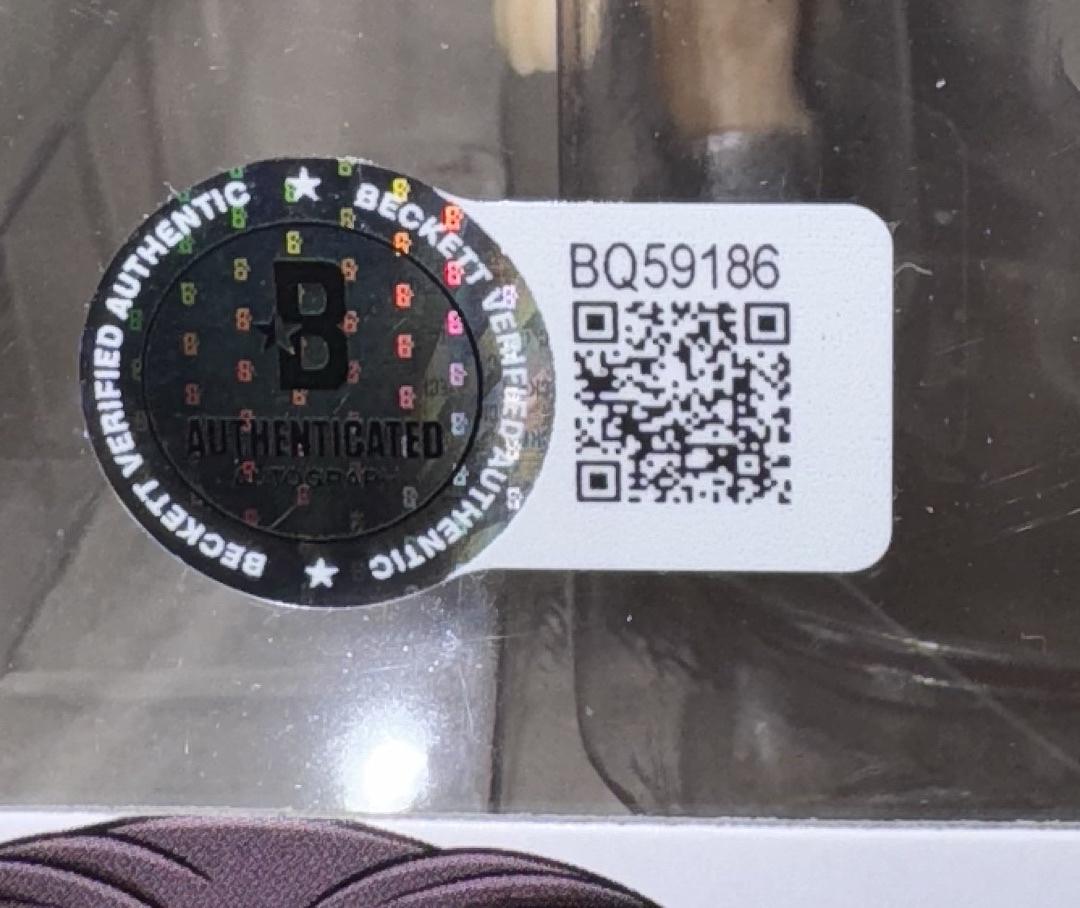 BECKETT VERIFIED AUTHENTIC ★ BECKETT VERIFIED AUTHENTIC ★
B
AUTHENTICATED
AUTOGRAPH
BQ59186